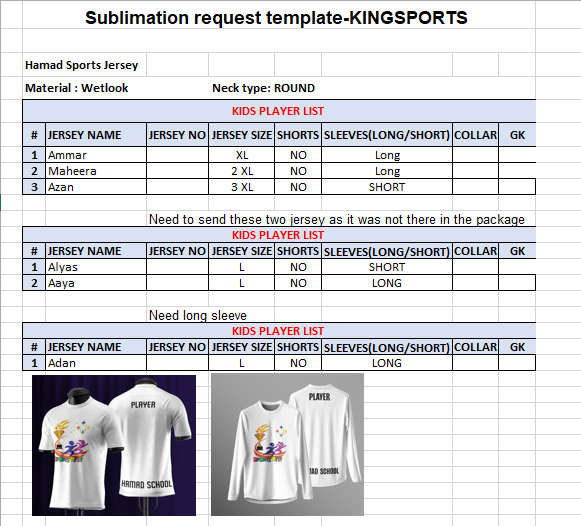 Sublimation request template-KINGSPORTS
Hamad Sports Jersey
Material : Wetlook Neck type: ROUND
KIDS PLAYER LIST
# JERSEY NAME JERSEY NO JERSEY SIZE SHORTS SLEEVES(LONG/SHORT) COLLAR GK
1 Ammar XL NO Long
2 Maheera 2 XL NO Long
3 Azan 3 XL NO SHORT
Need to send these two jersey as it was not there in the package
KIDS PLAYER LIST
# JERSEY NAME JERSEY NO JERSEY SIZE SHORTS SLEEVES(LONG/SHORT) COLLAR GK
1 Alyas L NO SHORT
2 Aaya L NO LONG
Need long sleeve
KIDS PLAYER LIST
# JERSEY NAME JERSEY NO JERSEY SIZE SHORTS SLEEVES(LONG/SHORT) COLLAR GK
1 Adan L NO LONG
PLAYER
HAMAD SCHOOL
PLAYER
MAD SCHOOL